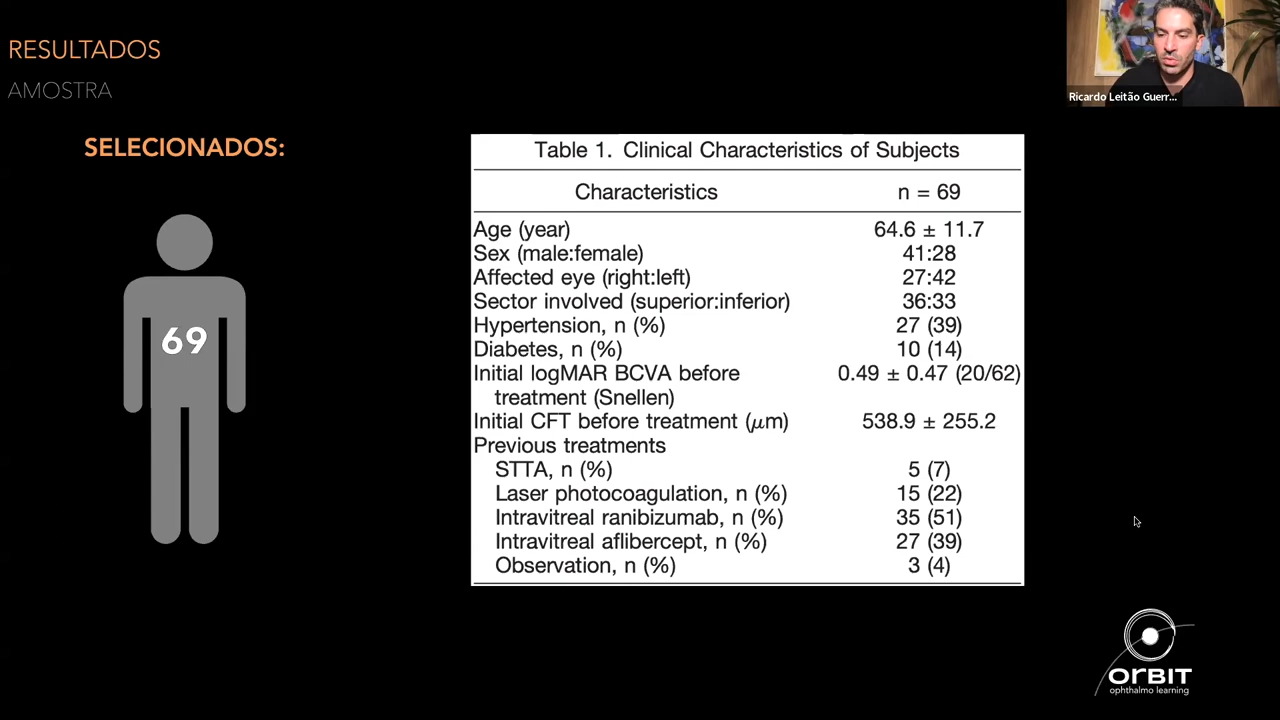 RESULTADOS
AMOSTRA
Ricardo Leitão Guerr...
SELECIONADOS:
69
Table 1. Clinical Characteristics of Subjects
Characteristics n = 69
Age (year) 64.6 ± 11.7
Sex (male:female) 41:28
Affected eye (right:left) 27:42
Sector involved (superior:inferior) 36:33
Hypertension, n (%) 27 (39)
Diabetes, n (%) 10 (14)
Initial logMAR BCVA before 0.49 ± 0.47 (20/62)
treatment (Snellen)
Initial CFT before treatment (μm) 538.9 ± 255.2
Previous treatments
STTA, n (%) 5 (7)
Laser photocoagulation, n (%) 15 (22)
Intravitreal ranibizumab, n (%) 35 (51)
Intravitreal aflibercept, n (%) 27 (39)
Observation, n (%) 3 (4)
orBIT
ophthalmo learning